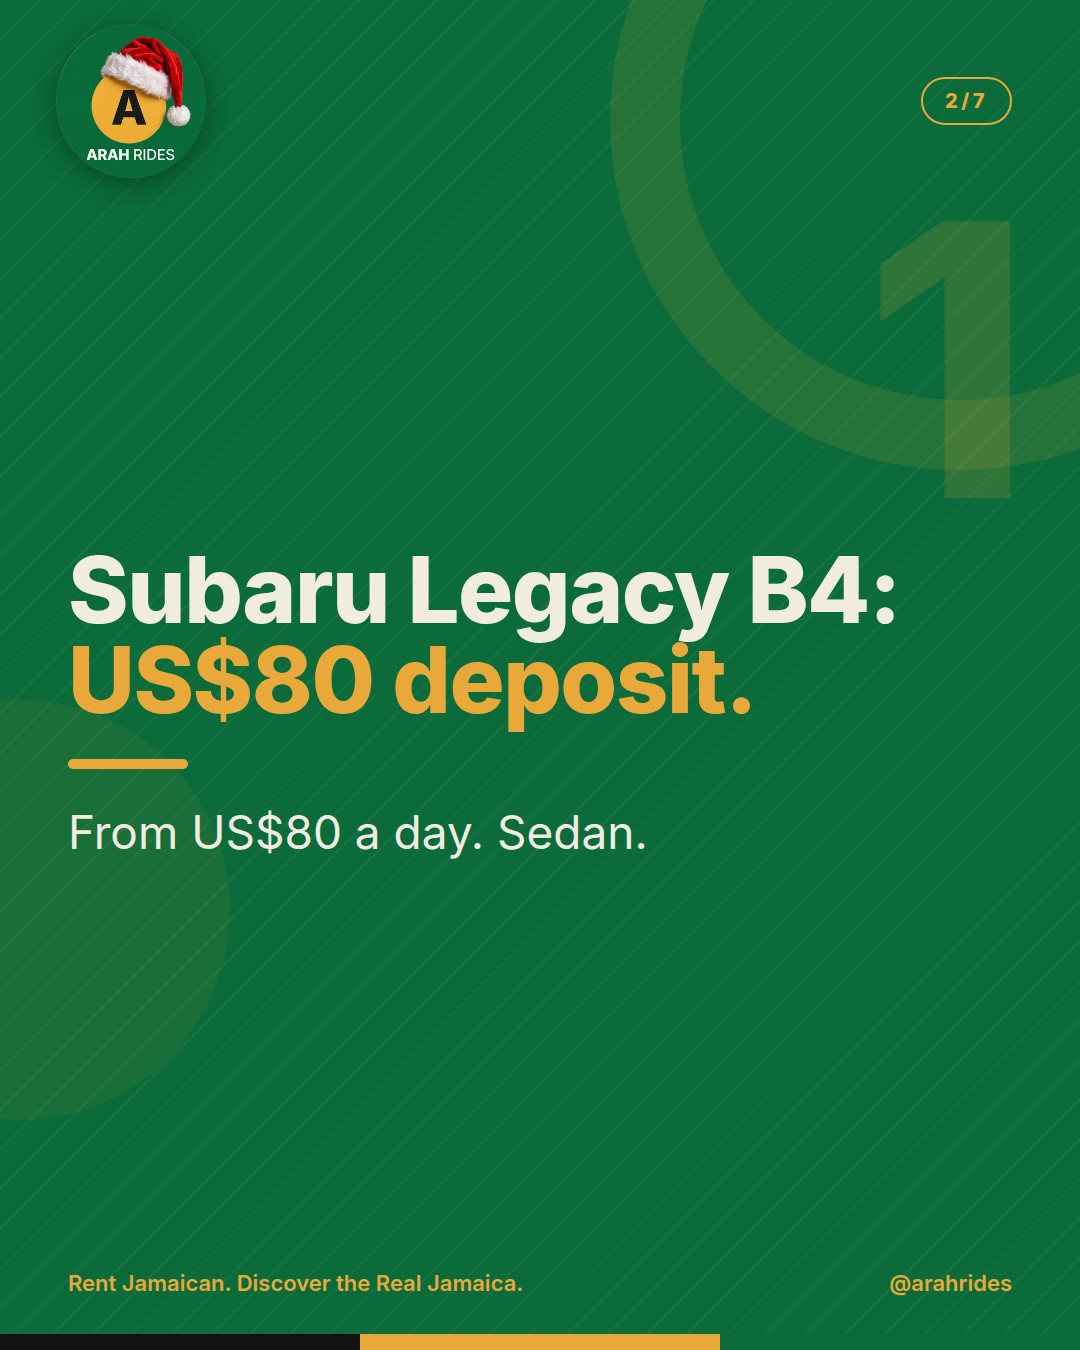 A
ARAH RIDES
2/7
1
Subaru Legacy B4:
US$80 deposit.
From US$80 a day. Sedan.
Rent Jamaican. Discover the Real Jamaica.
@arahrides